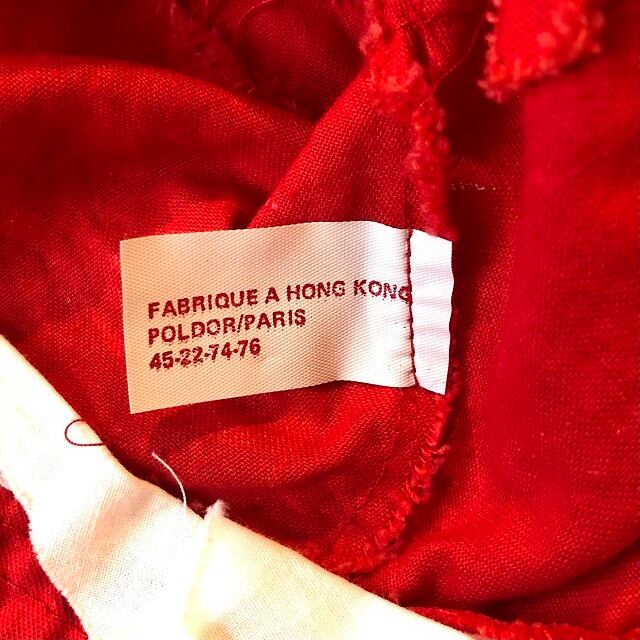 FABRIQUE A HONG KONG
POLDOR/PARIS
45-22-74-76